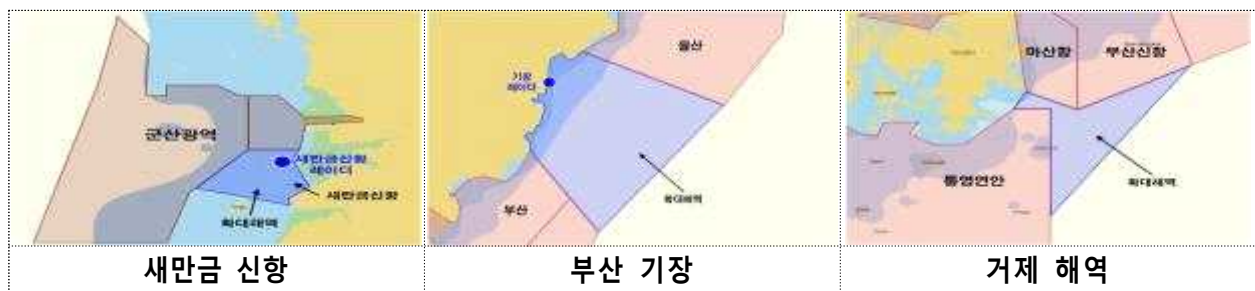 군산광역
새만금신항
레이더
새만금신항
확대해역
새만금 신항
울산
기장
레이더
확대해역
부산
부산 기장
마산항
부산신항
통영연안
확대해역
거제 해역